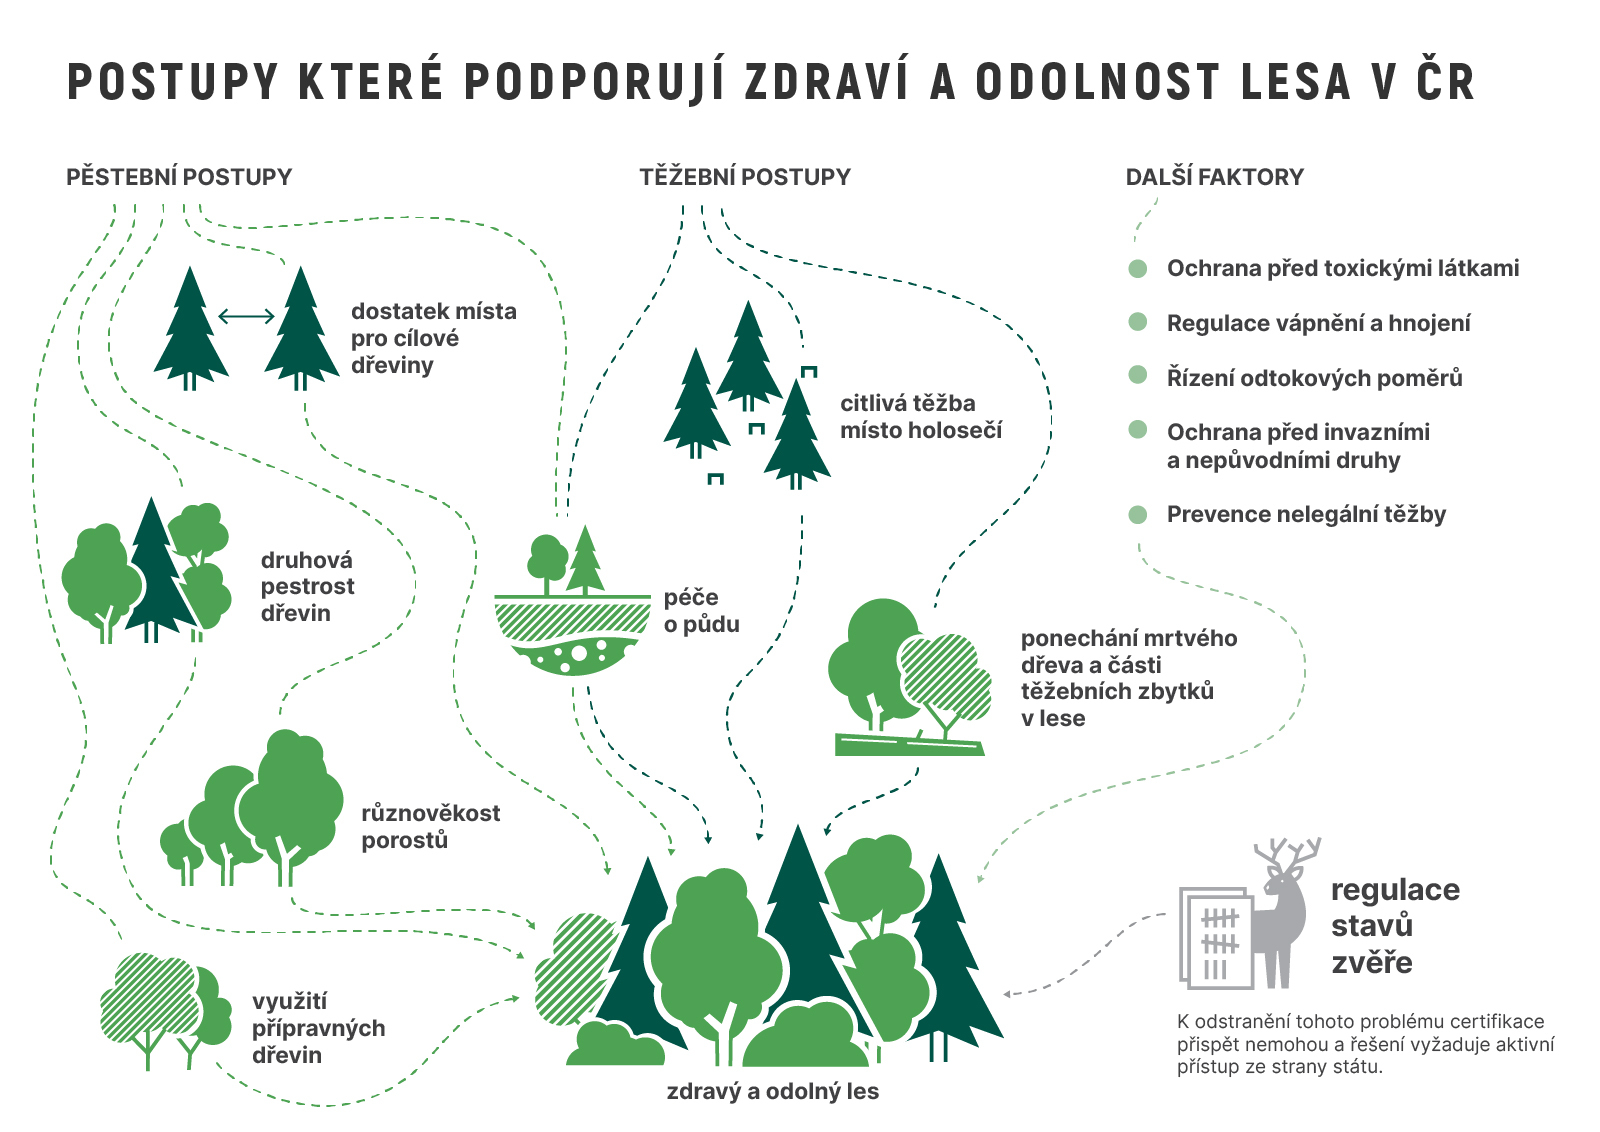 POSTUPY KTERÉ PODPORUJÍ ZDRAVÍ A ODOLNOST LESA V ČR
PĚSTEBNÍ POSTUPY
dostatek místa
pro cílové
dřeviny
druhová
pestrost
dřevin
různověkost
porostů
využití
přípravných
dřevin
péče
o půdu
TĚŽEBNÍ POSTUPY
citlivá těžba
místo holosečí
ponechání mrtvého
dřeva a části
těžebních zbytků
v lese
DALŠÍ FAKTORY
Ochrana před toxickými látkami
Regulace vápnění a hnojení
Řízení odtokových poměrů
Ochrana před invazními
a nepůvodními druhy
Prevence nelegální těžby
regulace
stavů
zvěře
K odstranění tohoto problému certifikace
přispět nemohou a řešení vyžaduje aktivní
přístup ze strany státu.
zdravý a odolný les